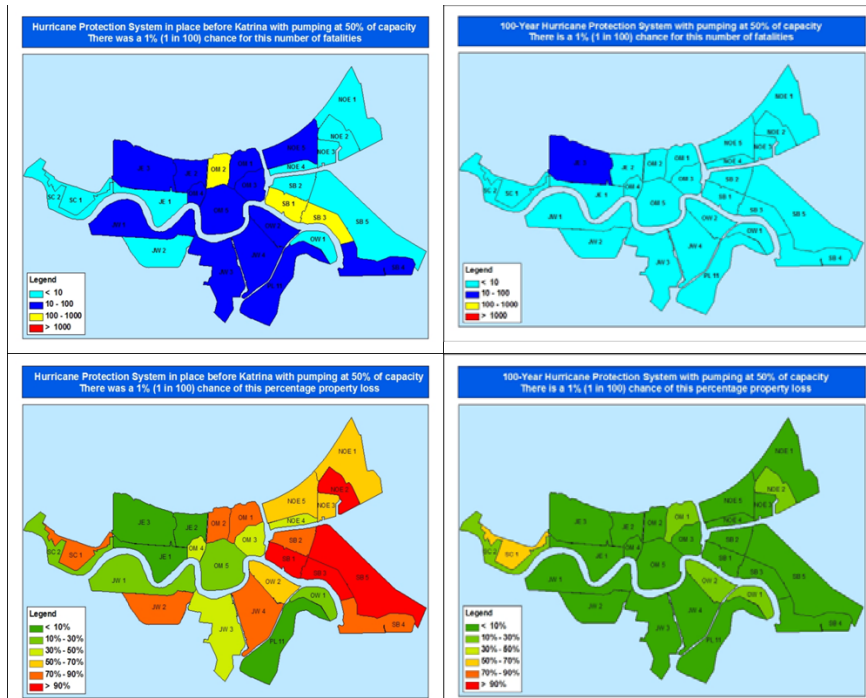 Hurricane Protection System in place before Katrina with pumping at 50% of capacity
There was a 1% (1 in 100) chance for this number of fatalities
NOE 1
NOE 2
NOE 3
NOE 4
OM 2
SB 2
SB 1
SB 3
SB 5
SC 2
SC 1
JE 1
JW 2
OW 1
PL 11
SB 4
Legend
< 10
10 - 100
100 - 1000
> 1000
100-Year Hurricane Protection System with pumping at 50% of capacity
There is a 1% (1 in 100) chance for this number of fatalities
NOE 1
NOE 2
NOE 3
NOE 5
NOE 4
OM 2
OM 1
OM 3
JE 2
OM 4
SB 2
SC 2
SC 1
JE 1
OM 5
SB 1
SB 3
SB 5
JW 1
OW 2
OW 1
JW 2
JW 4
JW 3
SB 4
PL 11
Legend
< 10
10 - 100
100 - 1000
> 1000
Hurricane Protection System in place before Katrina with pumping at 50% of capacity
There was a 1% (1 in 100) chance of this percentage property loss
NOE 1
NOE 2
NOE 5
NOE 3
NOE 4
OM 2
OM 1
JE 3
JE 2
OM 3
OM 4
SB 2
SC 2
SC 1
JE 1
OM 5
SB 1
SB 3
SB 5
JW 1
OW 2
OW 1
JW 2
JW 4
JW 3
SB 4
PL 11
Legend
< 10%
10% - 30%
30% - 50%
50% - 70%
70% - 90%
> 90%
100-Year Hurricane Protection System with pumping at 50% of capacity
There is a 1% (1 in 100) chance of this percentage property loss
NOE 1
NOE 2
NOE 5
NOE 3
NOE 4
OM 2
OM 1
JE 3
JE 2
OM 3
OM 4
SB 2
SC 2
SC 1
JE 1
OM 5
SB 1
SB 3
SB 5
JW 1
OW 2
OW 1
JW 2
JW 4
JW 3
SB 4
PL 11
Legend
< 10%
10% - 30%
30% - 50%
50% - 70%
70% - 90%
> 90%